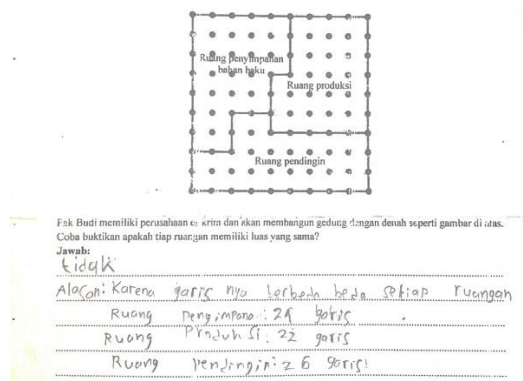 Ruang penyimpanan
bahan baku
Ruang produksi
Ruang pendingin
Pak Budi memiliki perusahaan es krim dan akan membangun gedung dengan denah seperti gambar di atas.
Coba buktikan apakah tiap ruangan memiliki luas yang sama?
Jawab:
tidak
Alasan: Karena garis nya berbeda beda setiap ruangan
Ruang Penyimpana : 24 garis
Ruang Produksi : 22 garis
Ruang Pendingin : 26 garis